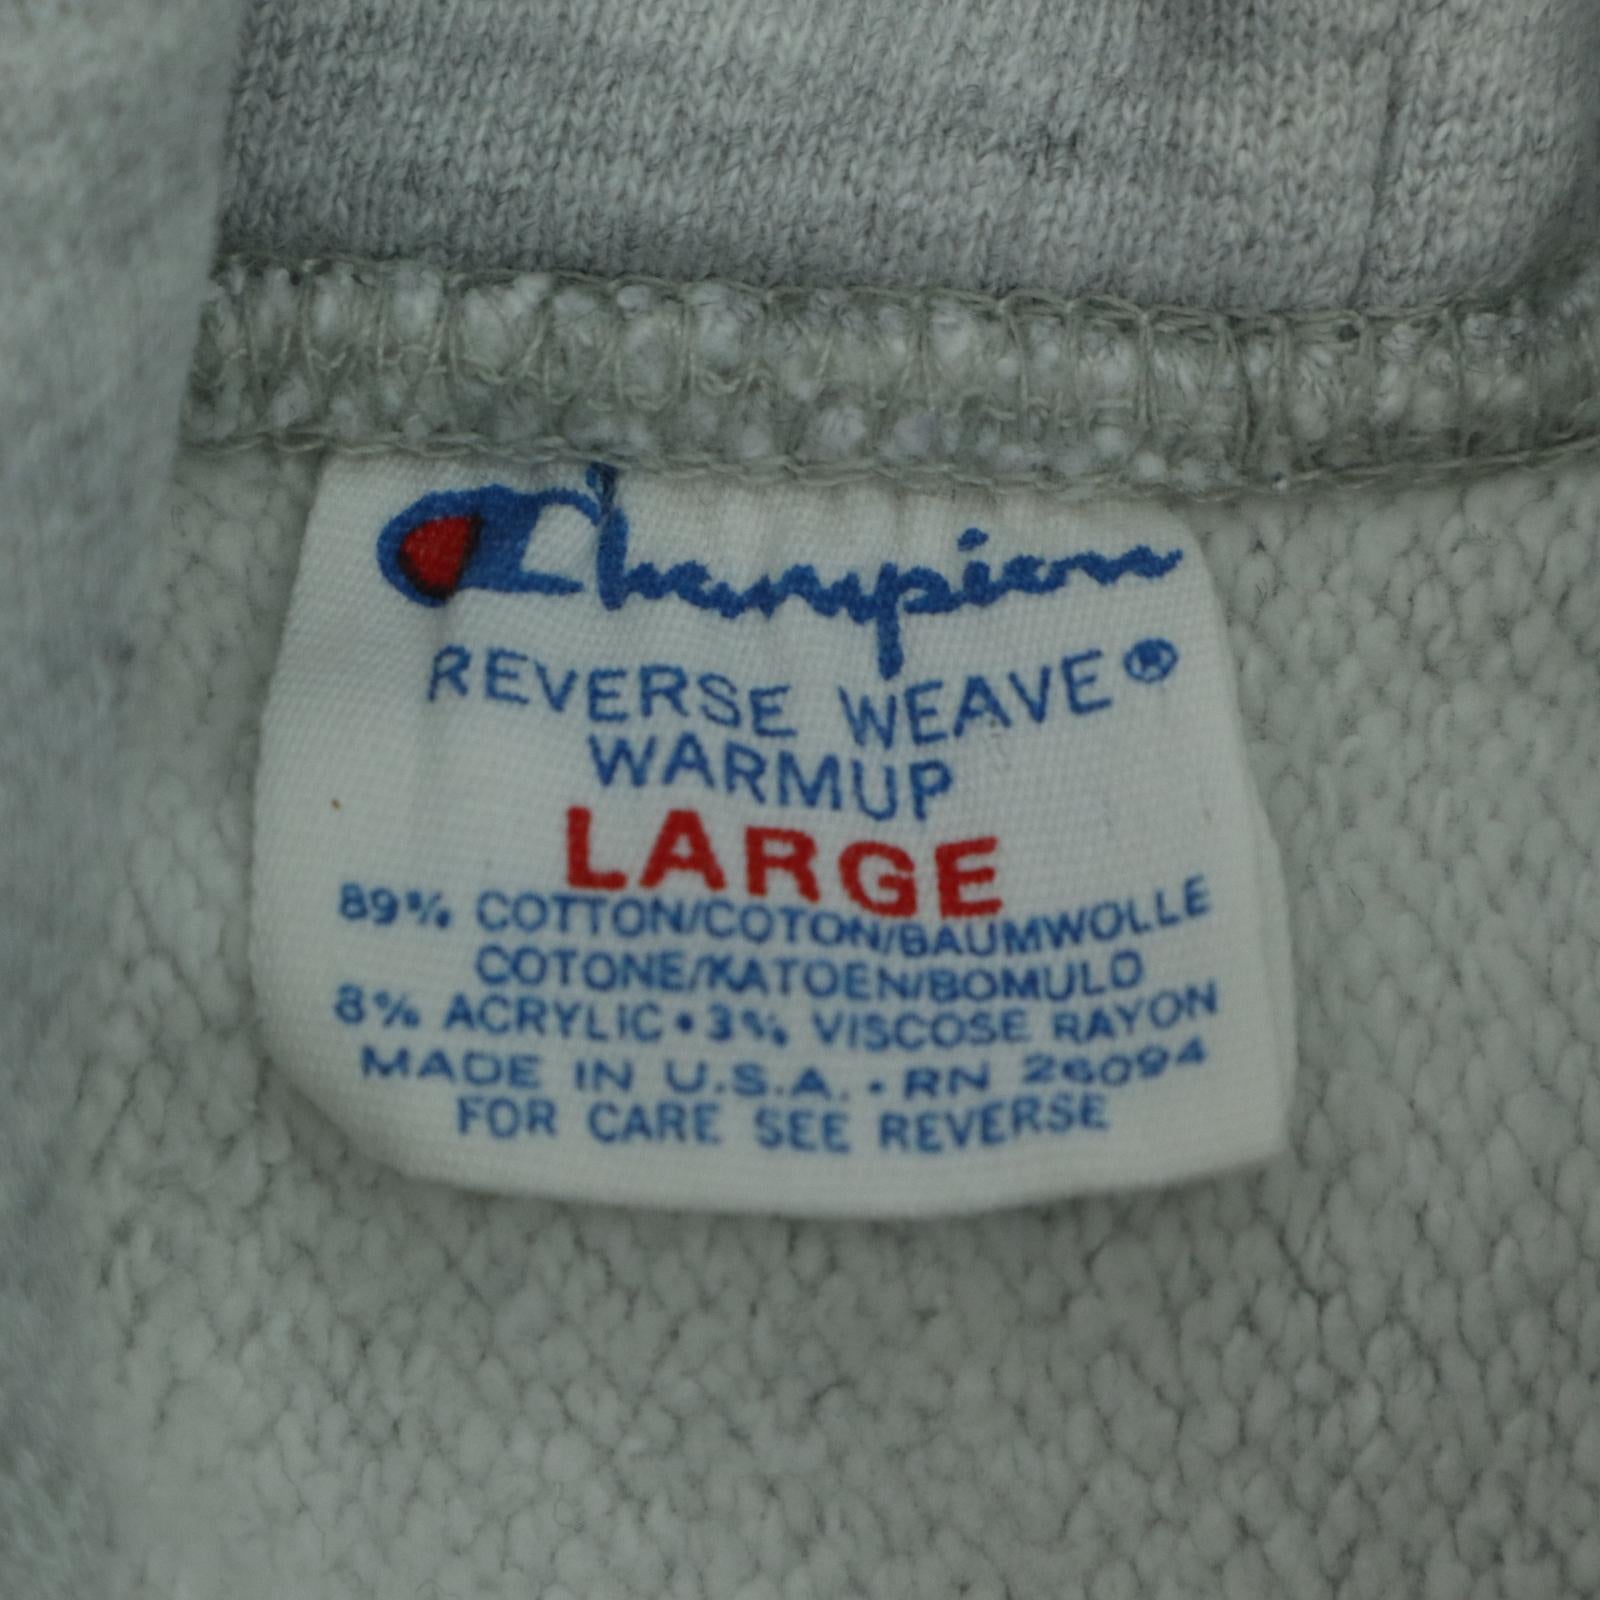 Champion
REVERSE WEAVE®
WARMUP
LARGE
89% COTTON/COTON/BAUMWOLLE
COTONE/KATOEN/BOMULD
8% ACRYLIC • 3% VISCOSE RAYON
MADE IN U.S.A. • RN 26094
FOR CARE SEE REVERSE